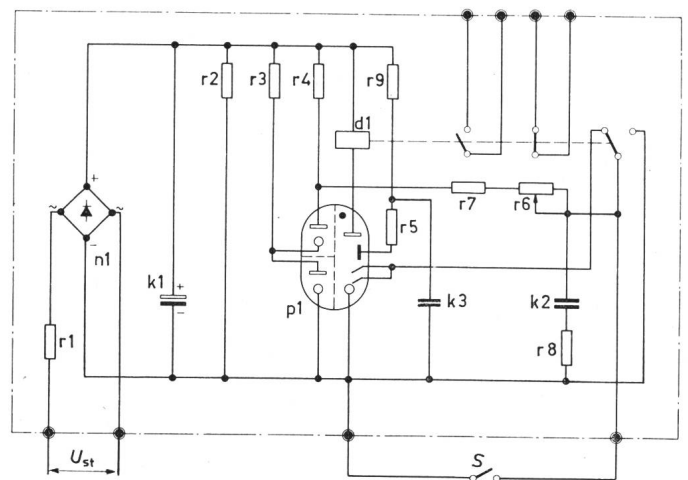 r2
r3
r4
r9
d1
+
~
~
n1
−
r7
r6
r5
k1
+
−
p1
k3
k2
r1
r8
U_st
S